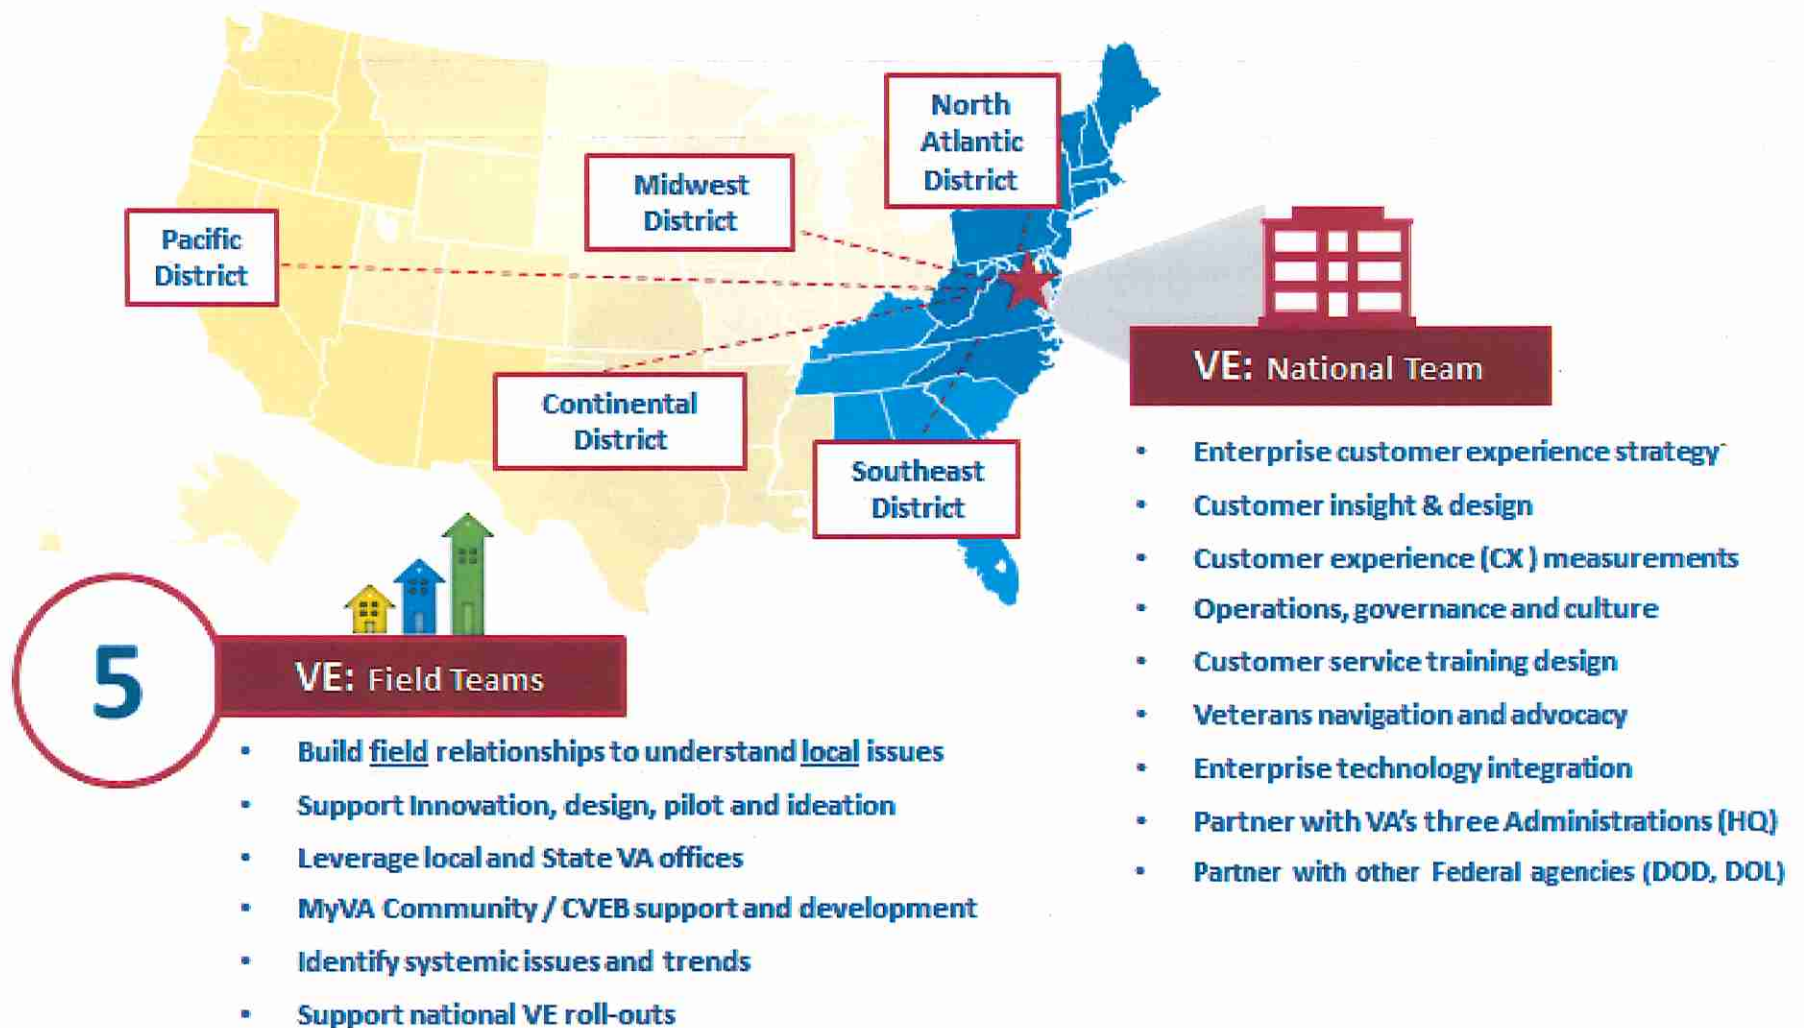 North
Atlantic
District
Midwest
District
Pacific
District
Continental
District
Southeast
District
VE: National Team
• Enterprise customer experience strategy
• Customer insight & design
• Customer experience (CX) measurements
• Operations, governance and culture
• Customer service training design
• Veterans navigation and advocacy
• Enterprise technology integration
• Partner with VA's three Administrations (HQ)
• Partner with other Federal agencies (DOD, DOL)
5
VE: Field Teams
• Build field relationships to understand local issues
• Support Innovation, design, pilot and ideation
• Leverage local and State VA offices
• MyVA Community / CVEB support and development
• Identify systemic issues and trends
• Support national VE roll-outs